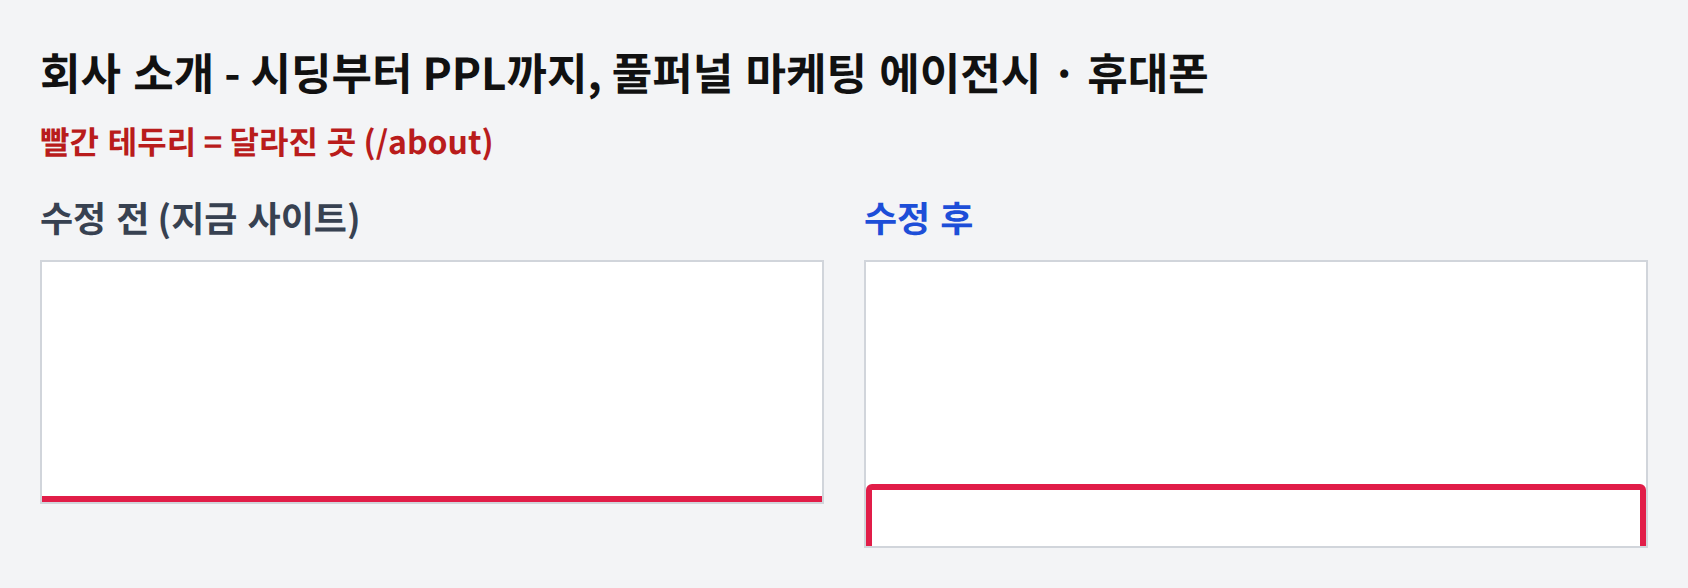 회사 소개 - 시딩부터 PPL까지, 풀퍼널 마케팅 에이전시 · 휴대폰
빨간 테두리 = 달라진 곳 (/about)
수정 전 (지금 사이트)
수정 후